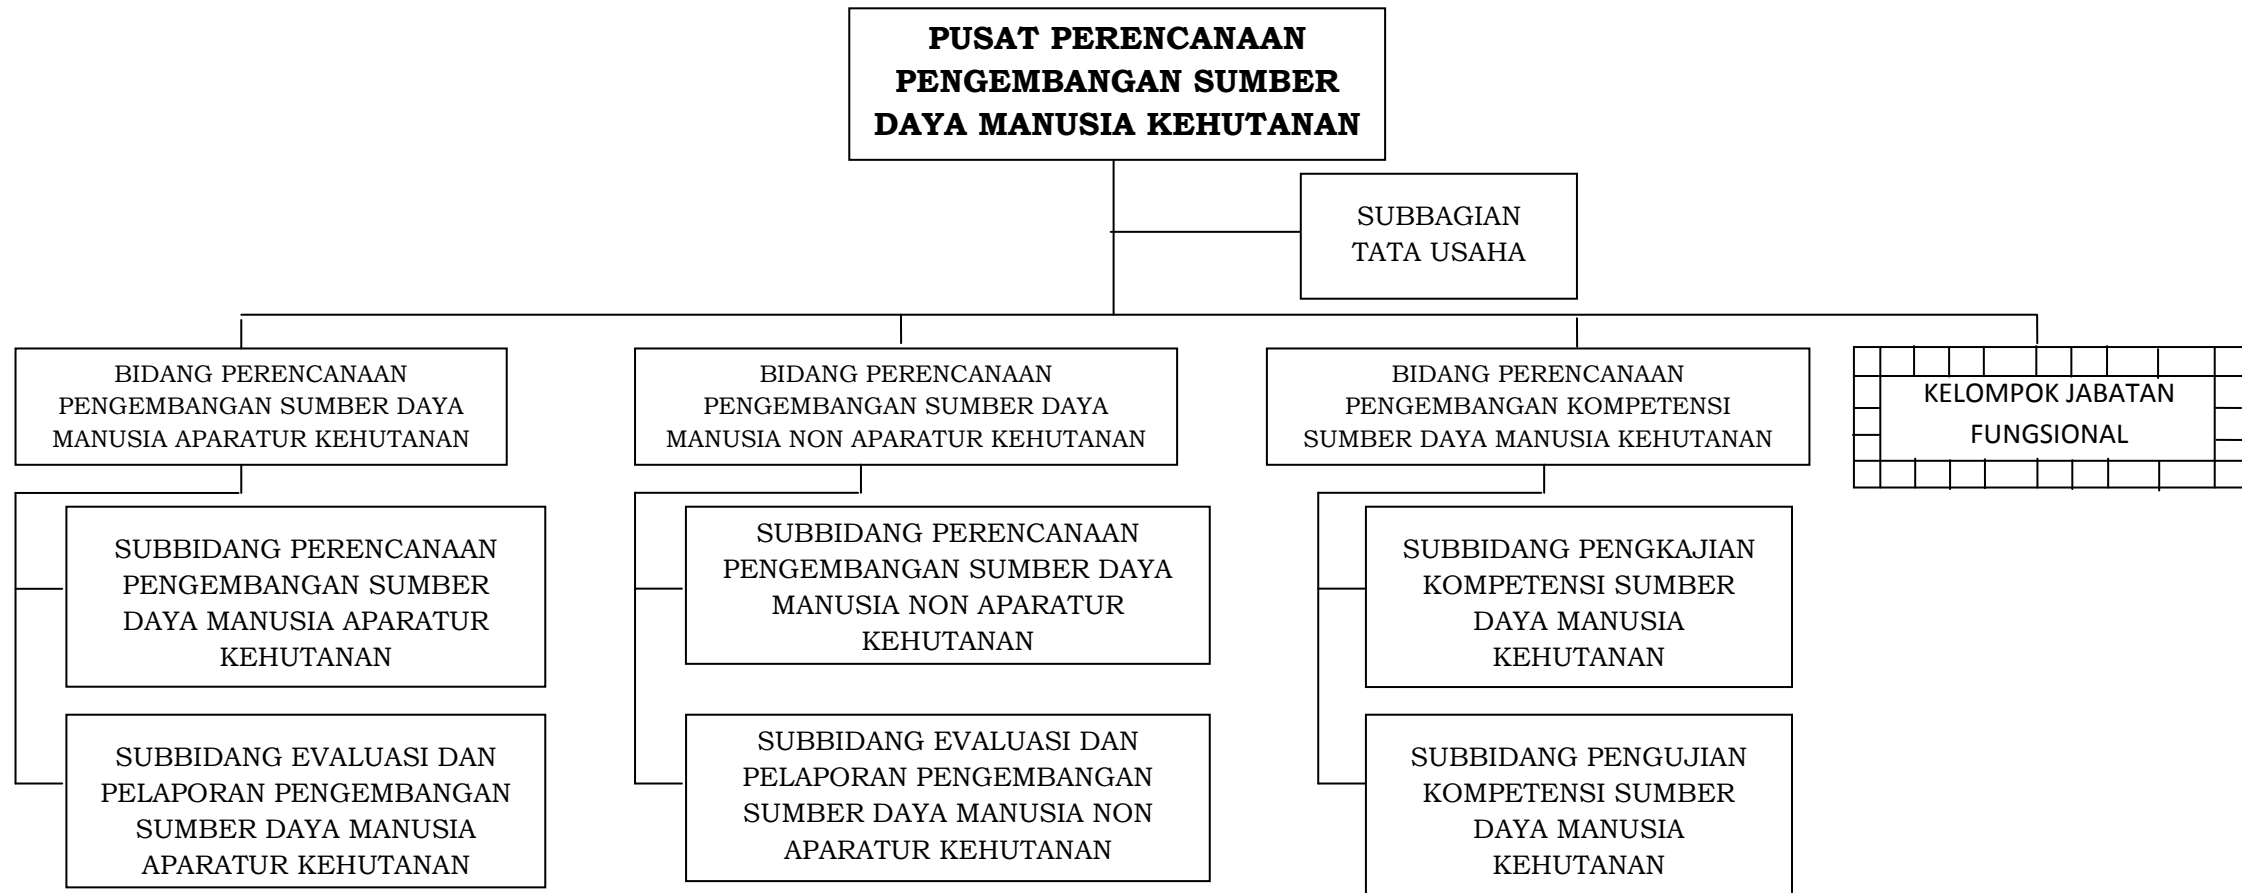 PUSAT PERENCANAAN
PENGEMBANGAN SUMBER
DAYA MANUSIA KEHUTANAN
SUBBAGIAN
TATA USAHA
BIDANG PERENCANAAN
PENGEMBANGAN SUMBER DAYA
MANUSIA APARATUR KEHUTANAN
BIDANG PERENCANAAN
PENGEMBANGAN SUMBER DAYA
MANUSIA NON APARATUR KEHUTANAN
BIDANG PERENCANAAN
PENGEMBANGAN KOMPETENSI
SUMBER DAYA MANUSIA KEHUTANAN
KELOMPOK JABATAN
FUNGSIONAL
SUBBIDANG PERENCANAAN
PENGEMBANGAN SUMBER
DAYA MANUSIA APARATUR
KEHUTANAN
SUBBIDANG PERENCANAAN
PENGEMBANGAN SUMBER DAYA
MANUSIA NON APARATUR
KEHUTANAN
SUBBIDANG PENGKAJIAN
KOMPETENSI SUMBER
DAYA MANUSIA
KEHUTANAN
SUBBIDANG EVALUASI DAN
PELAPORAN PENGEMBANGAN
SUMBER DAYA MANUSIA
APARATUR KEHUTANAN
SUBBIDANG EVALUASI DAN
PELAPORAN PENGEMBANGAN
SUMBER DAYA MANUSIA NON
APARATUR KEHUTANAN
SUBBIDANG PENGUJIAN
KOMPETENSI SUMBER
DAYA MANUSIA
KEHUTANAN